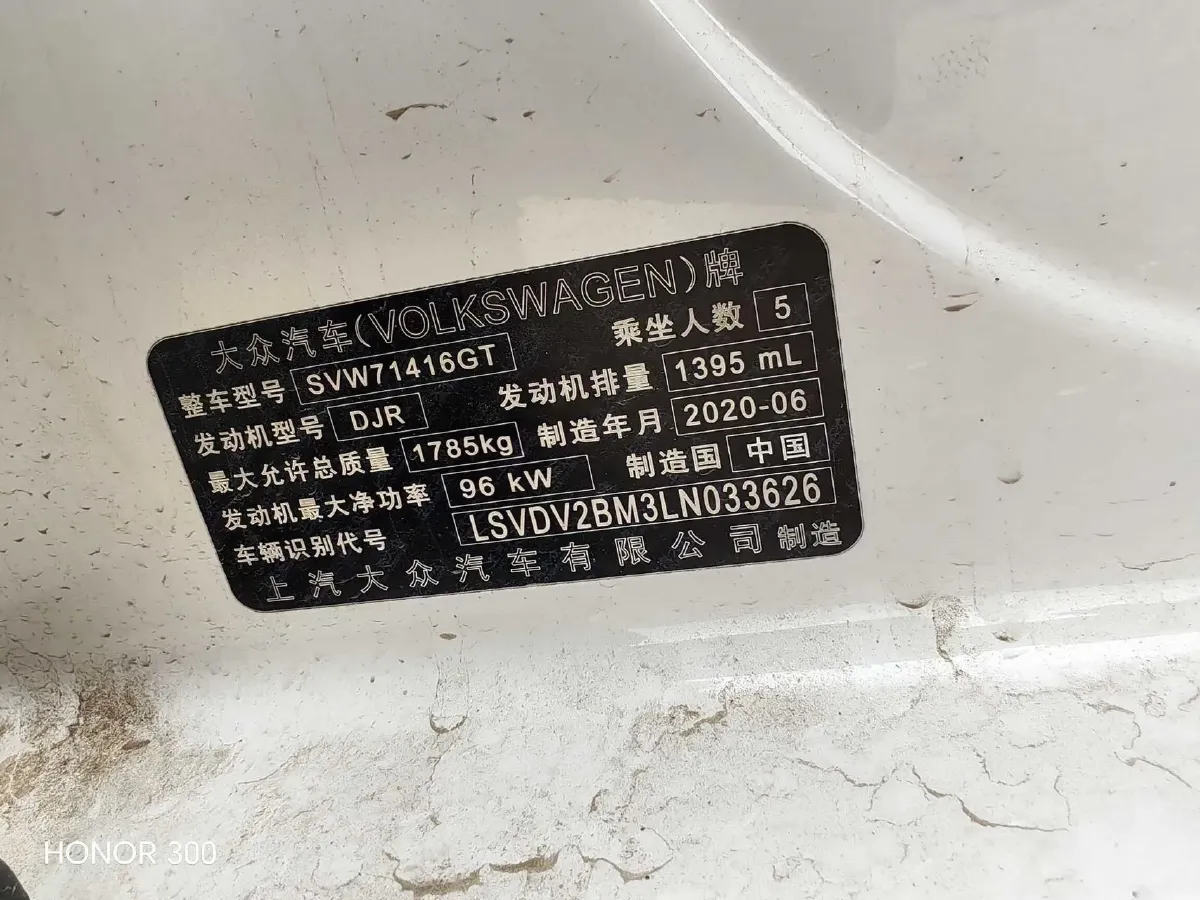 大众汽车(VOLKSWAGEN)牌
整车型号 SVW71416GT 乘坐人数 5
发动机型号 DJR 发动机排量 1395 mL
最大允许总质量 1785kg 制造年月 2020-06
发动机最大净功率 96 kW 制造国 中国
车辆识别代号 LSVDV2BM3LN033626
上汽大众汽车有限公司 制造
HONOR 300